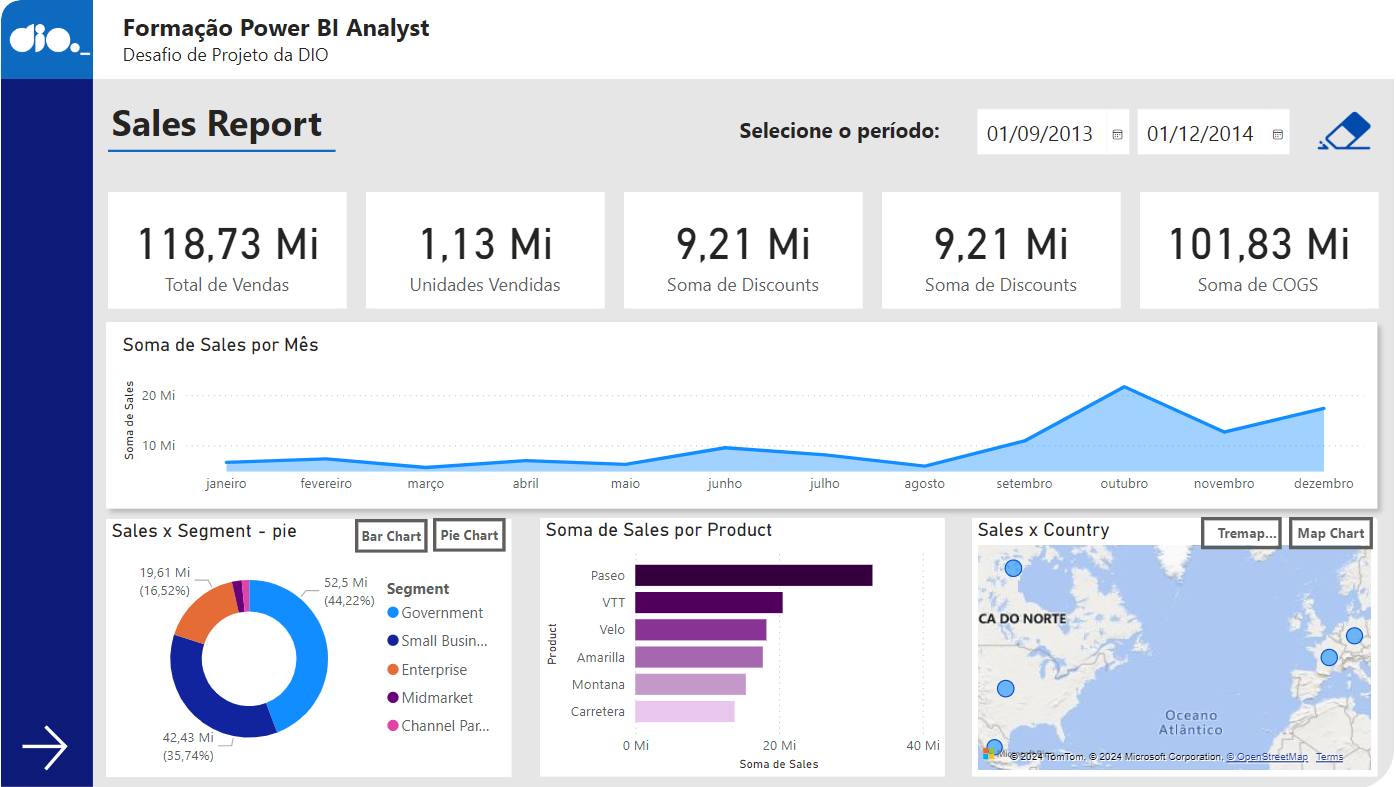 dio._
Formação Power BI Analyst
Desafio de Projeto da DIO
Sales Report
Selecione o período:
01/09/2013
01/12/2014
118,73 Mi
Total de Vendas
1,13 Mi
Unidades Vendidas
9,21 Mi
Soma de Discounts
9,21 Mi
Soma de Discounts
101,83 Mi
Soma de COGS
Soma de Sales por Mês
Soma de Sales
20 Mi
10 Mi
janeiro fevereiro março abril maio junho julho agosto setembro outubro novembro dezembro
Sales x Segment - pie
Bar Chart
Pie Chart
19,61 Mi
(16,52%)
52,5 Mi
(44,22%)
42,43 Mi
(35,74%)
Segment
Government
Small Busin...
Enterprise
Midmarket
Channel Par...
Soma de Sales por Product
Product
Paseo
VTT
Velo
Amarilla
Montana
Carretera
0 Mi 20 Mi 40 Mi
Soma de Sales
Sales x Country
Tremap...
Map Chart
CA DO NORTE
Oceano
Atlântico
© 2024 TomTom, © 2024 Microsoft Corporation, © OpenStreetMap Terms